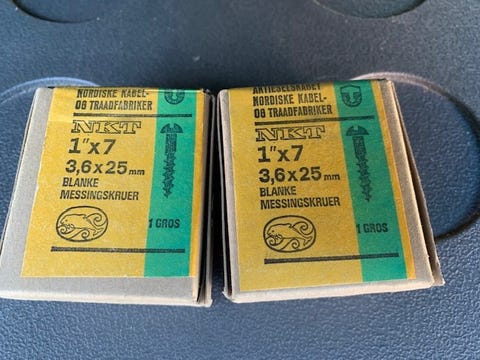 NORDISKE KABEL-
OG TRAADFABRIKER
NKT
1"x7
3,6x25mm
BLANKE
MESSINGSKRUER
1 GROS
AKTIESELSKABET
NORDISKE KABEL-
OG TRAADFABRIKER
NKT
1"x7
3,6x25mm
BLANKE
MESSINGSKRUER
1 GROS